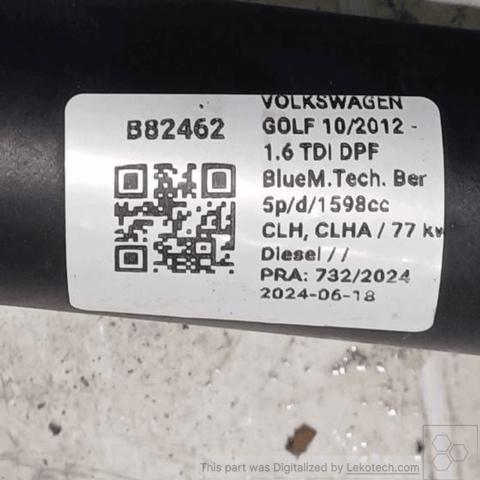 B82462
VOLKSWAGEN
GOLF 10/2012 -
1.6 TDI DPF
BlueM.Tech. Ber
5p/d/1598cc
CLH, CLHA / 77 kw
Diesel / /
PRA: 732/2024
2024-06-18
This part was Digitalized by Lekotech.com